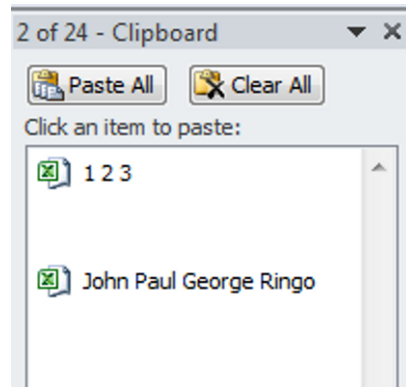 2 of 24 - Clipboard
Paste All Clear All
Click an item to paste:
1 2 3
John Paul George Ringo